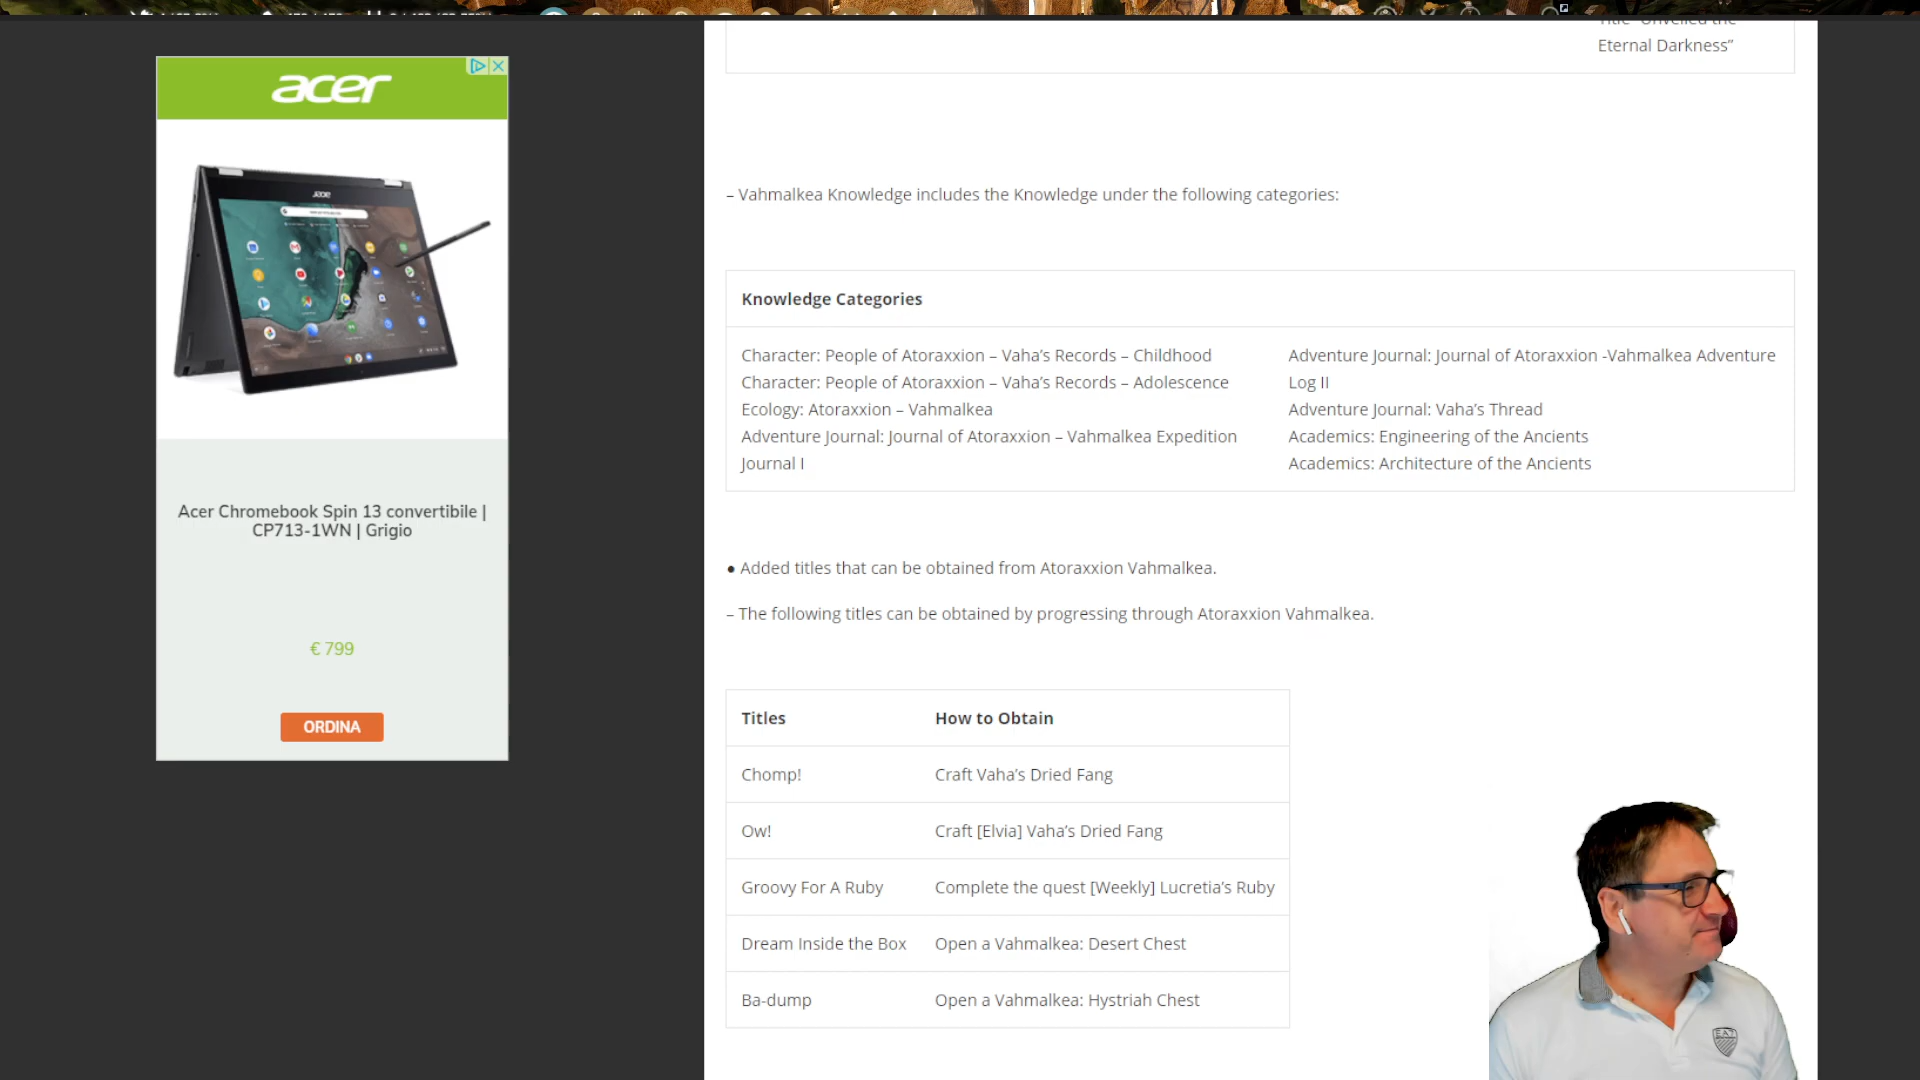 Eternal Darkness”
acer
– Vahmalkea Knowledge includes the Knowledge under the following categories:
Knowledge Categories
Character: People of Atoraxxion – Vaha’s Records – Childhood
Character: People of Atoraxxion – Vaha’s Records – Adolescence
Ecology: Atoraxxion – Vahmalkea
Adventure Journal: Journal of Atoraxxion – Vahmalkea Expedition
Journal I
Adventure Journal: Journal of Atoraxxion -Vahmalkea Adventure
Log II
Adventure Journal: Vaha’s Thread
Academics: Engineering of the Ancients
Academics: Architecture of the Ancients
Acer Chromebook Spin 13 convertibile |
CP713-1WN | Grigio
€ 799
ORDINA
● Added titles that can be obtained from Atoraxxion Vahmalkea.
– The following titles can be obtained by progressing through Atoraxxion Vahmalkea.
Titles How to Obtain
Chomp! Craft Vaha’s Dried Fang
Ow! Craft [Elvia] Vaha’s Dried Fang
Groovy For A Ruby Complete the quest [Weekly] Lucretia’s Ruby
Dream Inside the Box Open a Vahmalkea: Desert Chest
Ba-dump Open a Vahmalkea: Hystriah Chest
EA7